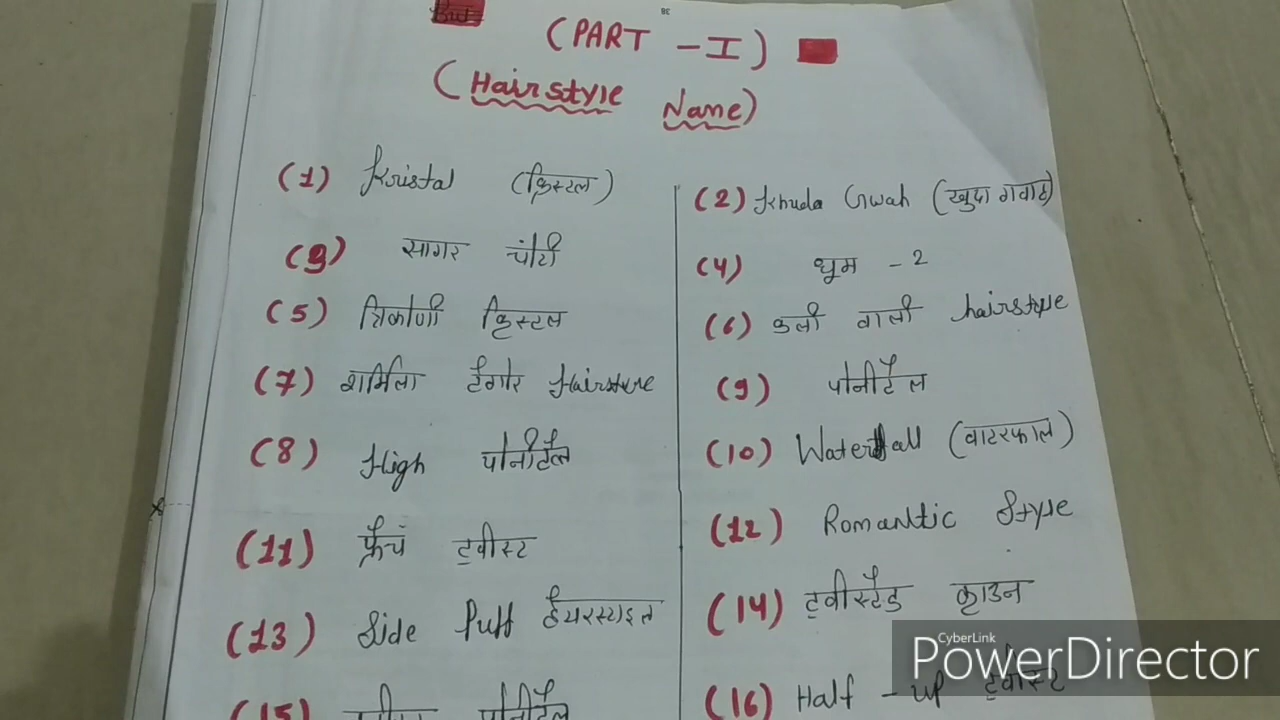 (PART - I)
(Hairstyle Name)
(1) Kristal (क्रिस्टल)
(2) Khuda Gwah (खुदा गवाह)
(3) सागर चोटी
(4) धूम - 2
(5) त्रिकोणी क्रिस्टल
(6) कली वाली hairstyle
(7) शर्मिला टैगोर Hairsture
(9) पोनीटैल
(8) High पोनीटैल
(10) Waterfall (वाटरफाल)
(11) फ्रैंच ट्वीस्ट
(12) Romantic Style
(13) Side Puff हैयरस्टाइल
(14) ट्वीस्टैड क्राउन
(15) पोनीटैल
(16) Half - up ट्वीस्ट
CyberLink
PowerDirector